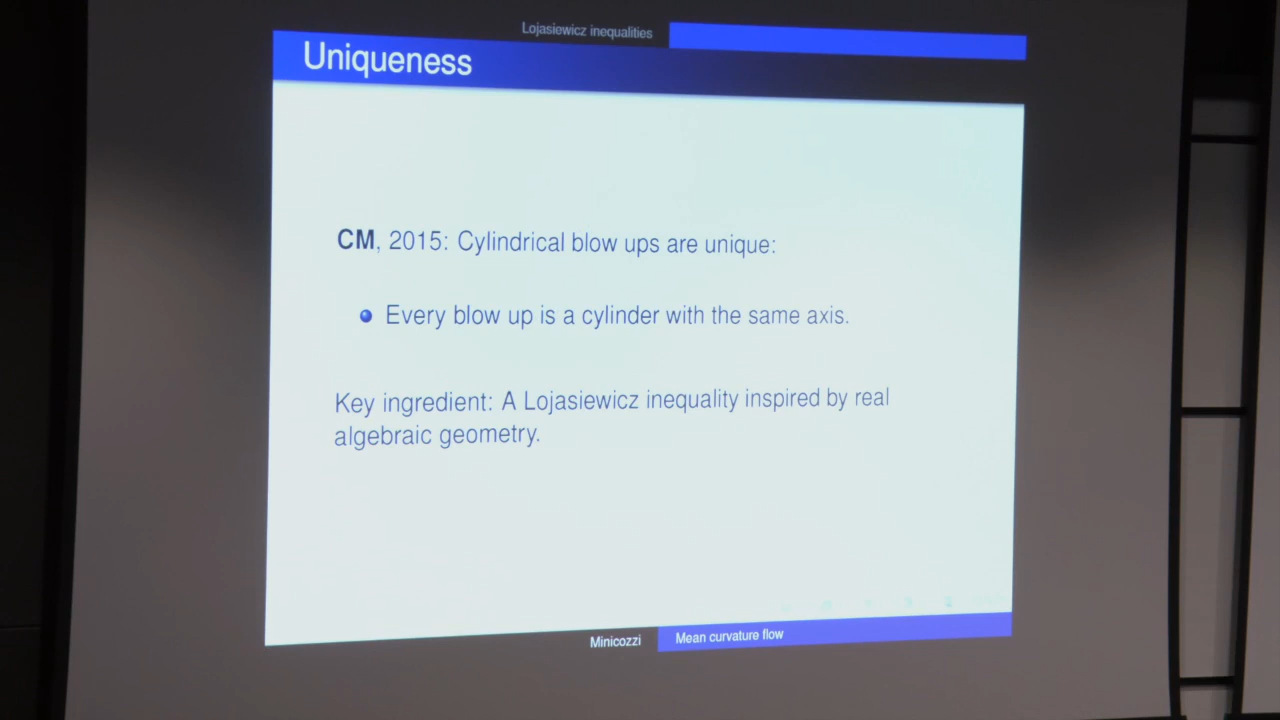 Lojasiewicz inequalities
Uniqueness
CM, 2015: Cylindrical blow ups are unique:
Every blow up is a cylinder with the same axis.
Key ingredient: A Lojasiewicz inequality inspired by real
algebraic geometry.
Minicozzi
Mean curvature flow